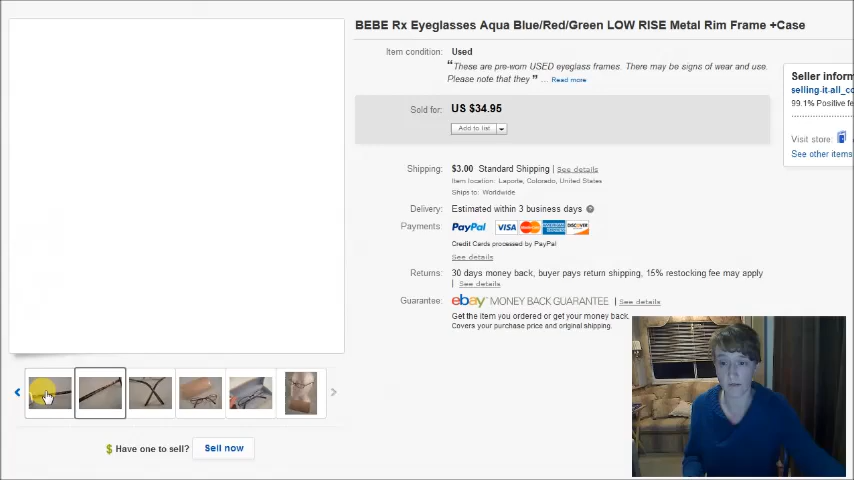 BEBE Rx Eyeglasses Aqua Blue/Red/Green LOW RISE Metal Rim Frame +Case
Item condition: Used
“These are pre-worn USED eyeglass frames. There may be signs of wear and use.
Please note that they ” ... Read more
Sold for: US $34.95
Add to list
Shipping: $3.00 Standard Shipping | See details
Item location: Laporte, Colorado, United States
Ships to: Worldwide
Delivery: Estimated within 3 business days
Payments: PayPal VISA MasterCard DISCOVER
Credit Cards processed by PayPal
See details
Returns: 30 days money back, buyer pays return shipping, 15% restocking fee may apply
| See details
Guarantee: ebay MONEY BACK GUARANTEE | See details
Get the item you ordered or get your money back.
Covers your purchase price and original shipping.
Seller inform
selling-it-all_co
99.1% Positive fe
Visit store:
See other items
$ Have one to sell? Sell now